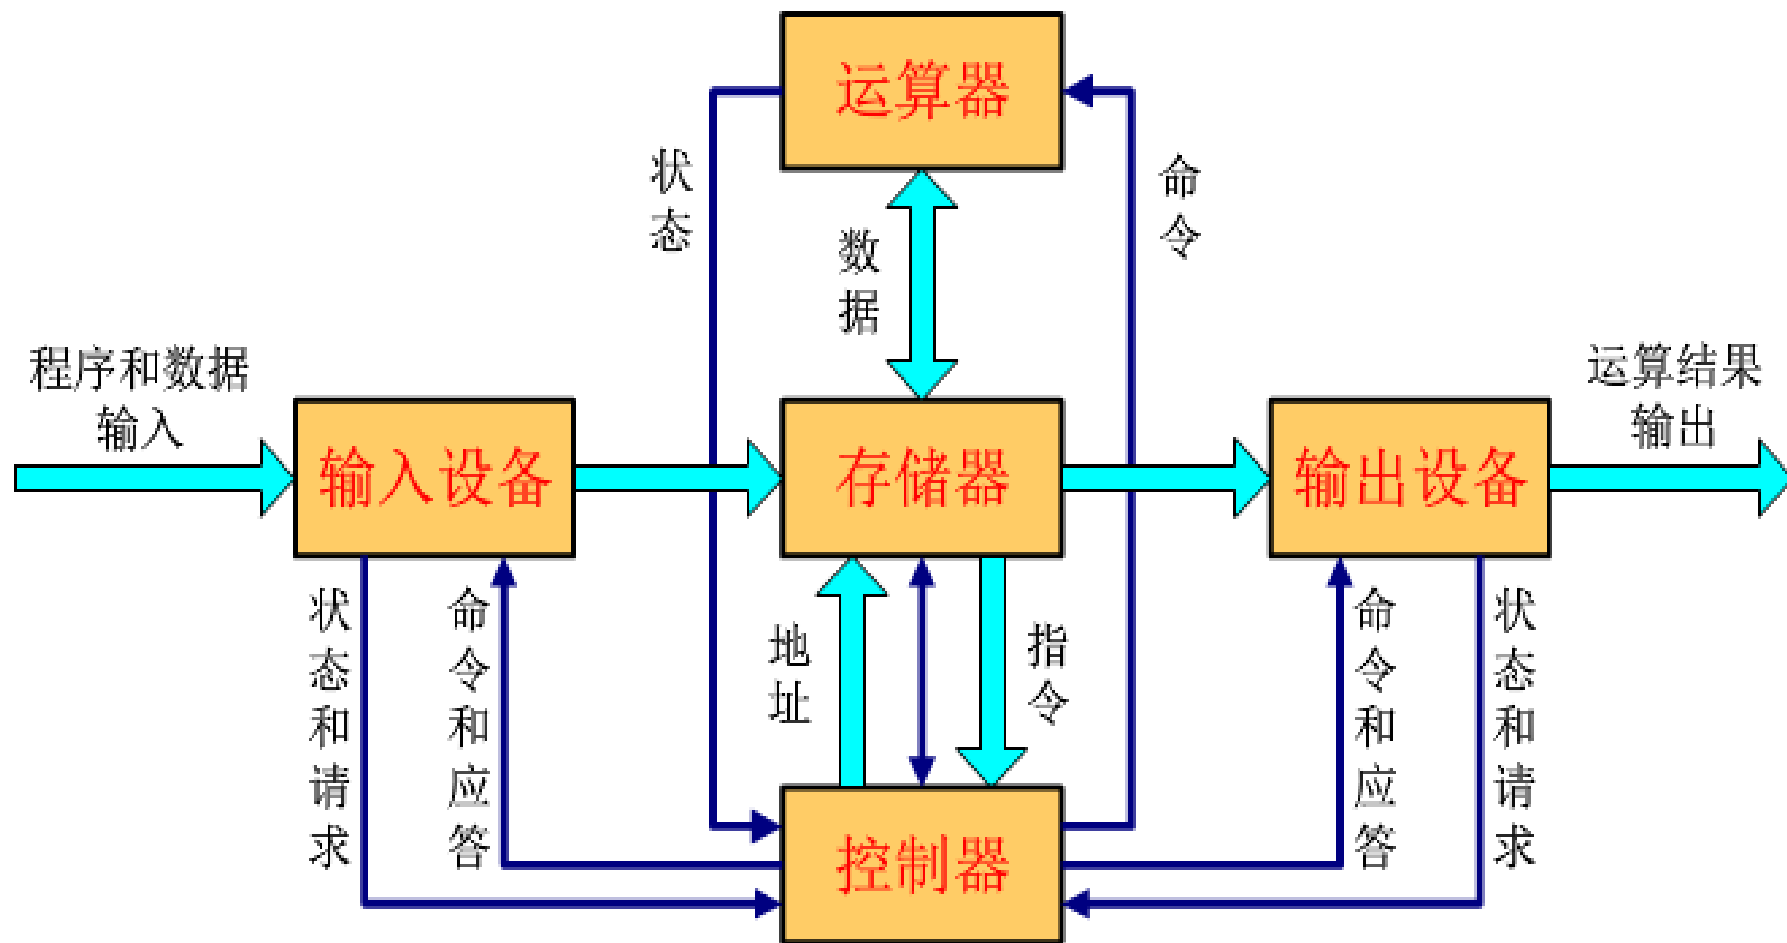 运算器
状态
命令
数据
程序和数据
输入
运算结果
输出
输入设备
存储器
输出设备
状态和请求
命令和应答
地址
指令
命令和应答
状态和请求
控制器